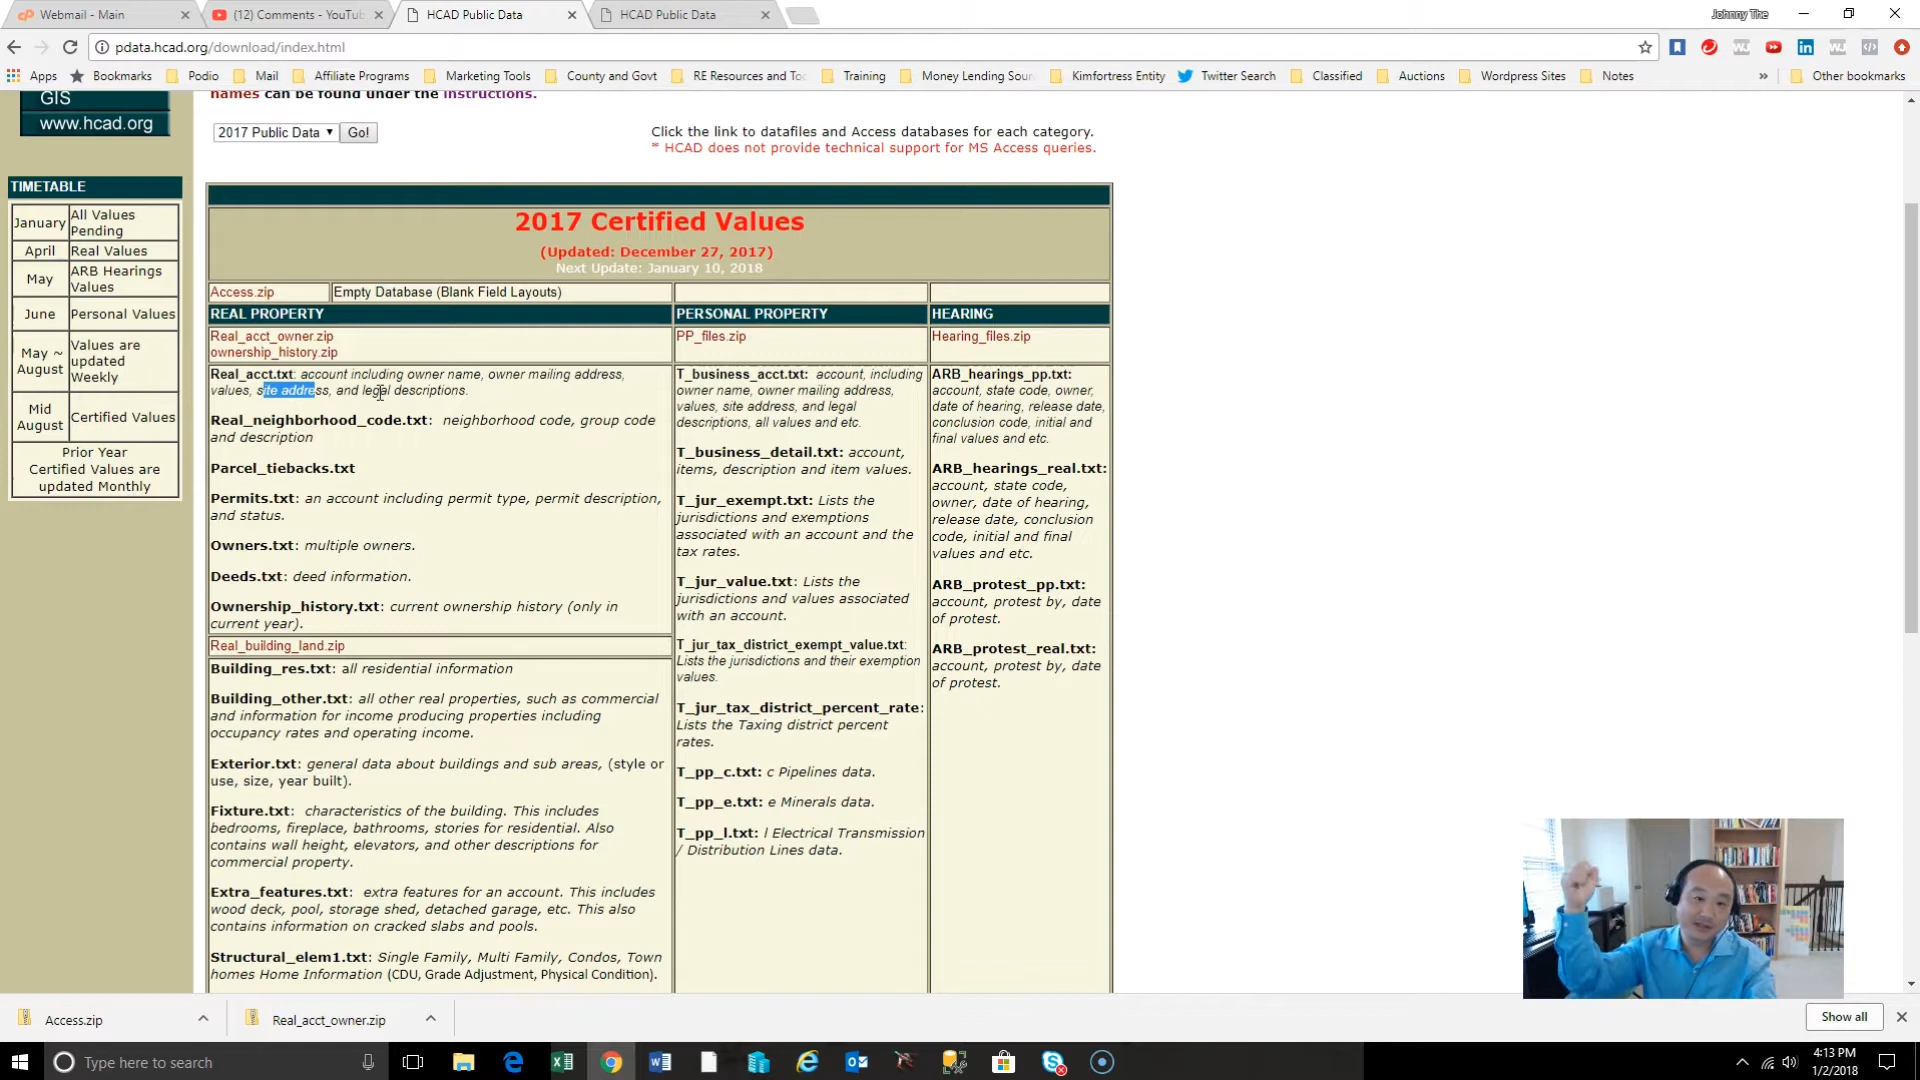 Webmail - Main
(12) Comments - YouTub
HCAD Public Data
HCAD Public Data
Johnny The
pdata.hcad.org/download/index.html
Apps
Bookmarks
Podio
Mail
Affiliate Programs
Marketing Tools
County and Govt
RE Resources and Too
Training
Money Lending Sour
Kimfortress Entity
Twitter Search
Classified
Auctions
Wordpress Sites
Notes
»
Other bookmarks
GIS
www.hcad.org
TIMETABLE
January
All Values
Pending
April
Real Values
May
ARB Hearings
Values
June
Personal Values
May ~
August
Values are
updated
Weekly
Mid
August
Certified Values
Prior Year
Certified Values are
updated Monthly
names can be found under the instructions.
2017 Public Data
Go!
Click the link to datafiles and Access databases for each category.
* HCAD does not provide technical support for MS Access queries.
2017 Certified Values
(Updated: December 27, 2017)
Next Update: January 10, 2018
Access.zip
Empty Database (Blank Field Layouts)
REAL PROPERTY
PERSONAL PROPERTY
HEARING
Real_acct_owner.zip
ownership_history.zip
PP_files.zip
Hearing_files.zip
Real_acct.txt: account including owner name, owner mailing address,
values, site address, and legal descriptions.
Real_neighborhood_code.txt: neighborhood code, group code
and description
Parcel_tiebacks.txt
Permits.txt: an account including permit type, permit description,
and status.
Owners.txt: multiple owners.
Deeds.txt: deed information.
Ownership_history.txt: current ownership history (only in
current year).
Real_building_land.zip
Building_res.txt: all residential information
Building_other.txt: all other real properties, such as commercial
and information for income producing properties including
occupancy rates and operating income.
Exterior.txt: general data about buildings and sub areas, (style or
use, size, year built).
Fixture.txt: characteristics of the building. This includes
bedrooms, fireplace, bathrooms, stories for residential. Also
contains wall height, elevators, and other descriptions for
commercial property.
Extra_features.txt: extra features for an account. This includes
wood deck, pool, storage shed, detached garage, etc. This also
contains information on cracked slabs and pools.
Structural_elem1.txt: Single Family, Multi Family, Condos, Town
homes Home Information (CDU, Grade Adjustment, Physical Condition).
T_business_acct.txt: account, including
owner name, owner mailing address,
values, site address, and legal
descriptions, all values and etc.
T_business_detail.txt: account,
items, description and item values.
T_jur_exempt.txt: Lists the
jurisdictions and exemptions
associated with an account and the
tax rates.
T_jur_value.txt: Lists the
jurisdictions and values associated
with an account.
T_jur_tax_district_exempt_value.txt:
Lists the jurisdictions and their exemption
values.
T_jur_tax_district_percent_rate:
Lists the Taxing district percent
rates.
T_pp_c.txt: c Pipelines data.
T_pp_e.txt: e Minerals data.
T_pp_l.txt: l Electrical Transmission
/ Distribution Lines data.
ARB_hearings_pp.txt:
account, state code, owner,
date of hearing, release date,
conclusion code, initial and
final values and etc.
ARB_hearings_real.txt:
account, state code,
owner, date of hearing,
release date, conclusion
code, initial and final
values and etc.
ARB_protest_pp.txt:
account, protest by, date
of protest.
ARB_protest_real.txt:
account, protest by, date
of protest.
Access.zip
Real_acct_owner.zip
Show all
Type here to search
4:13 PM
1/2/2018